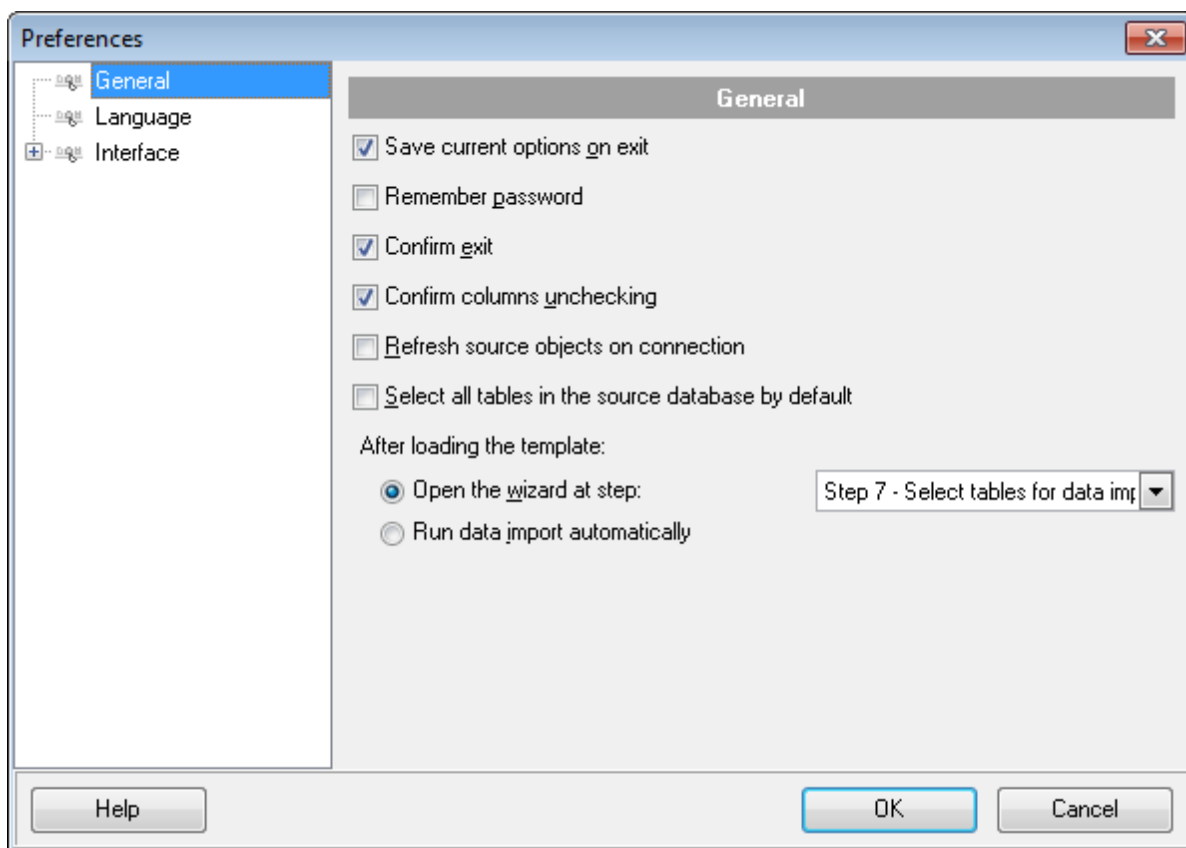 Preferences
General
Language
Interface
General
Save current options on exit
Remember password
Confirm exit
Confirm columns unchecking
Refresh source objects on connection
Select all tables in the source database by default
After loading the template:
Open the wizard at step: Step 7 - Select tables for data imp
Run data import automatically
Help OK Cancel